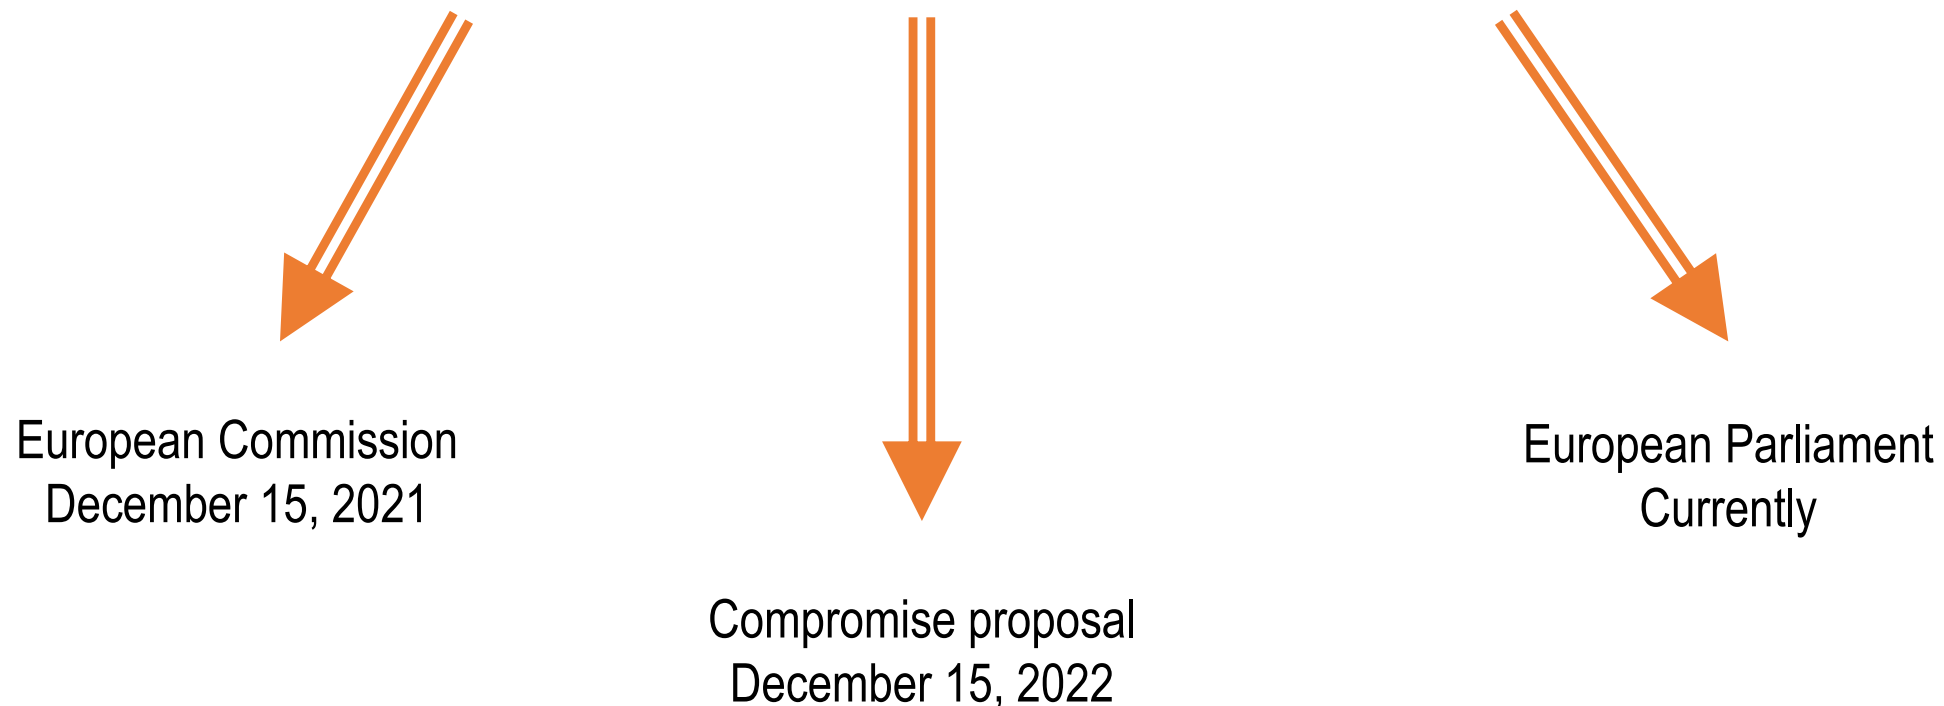 European Commission
December 15, 2021
Compromise proposal
December 15, 2022
European Parliament
Currently